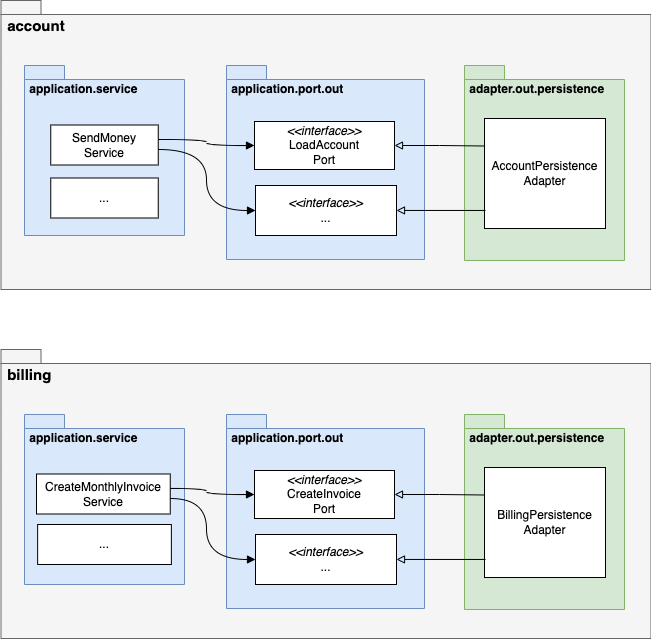 account
application.service
SendMoney
Service
...
application.port.out
<<interface>>
LoadAccount
Port
<<interface>>
...
adapter.out.persistence
AccountPersistence
Adapter
billing
application.service
CreateMonthlyInvoice
Service
...
application.port.out
<<interface>>
CreateInvoice
Port
<<interface>>
...
adapter.out.persistence
BillingPersistence
Adapter